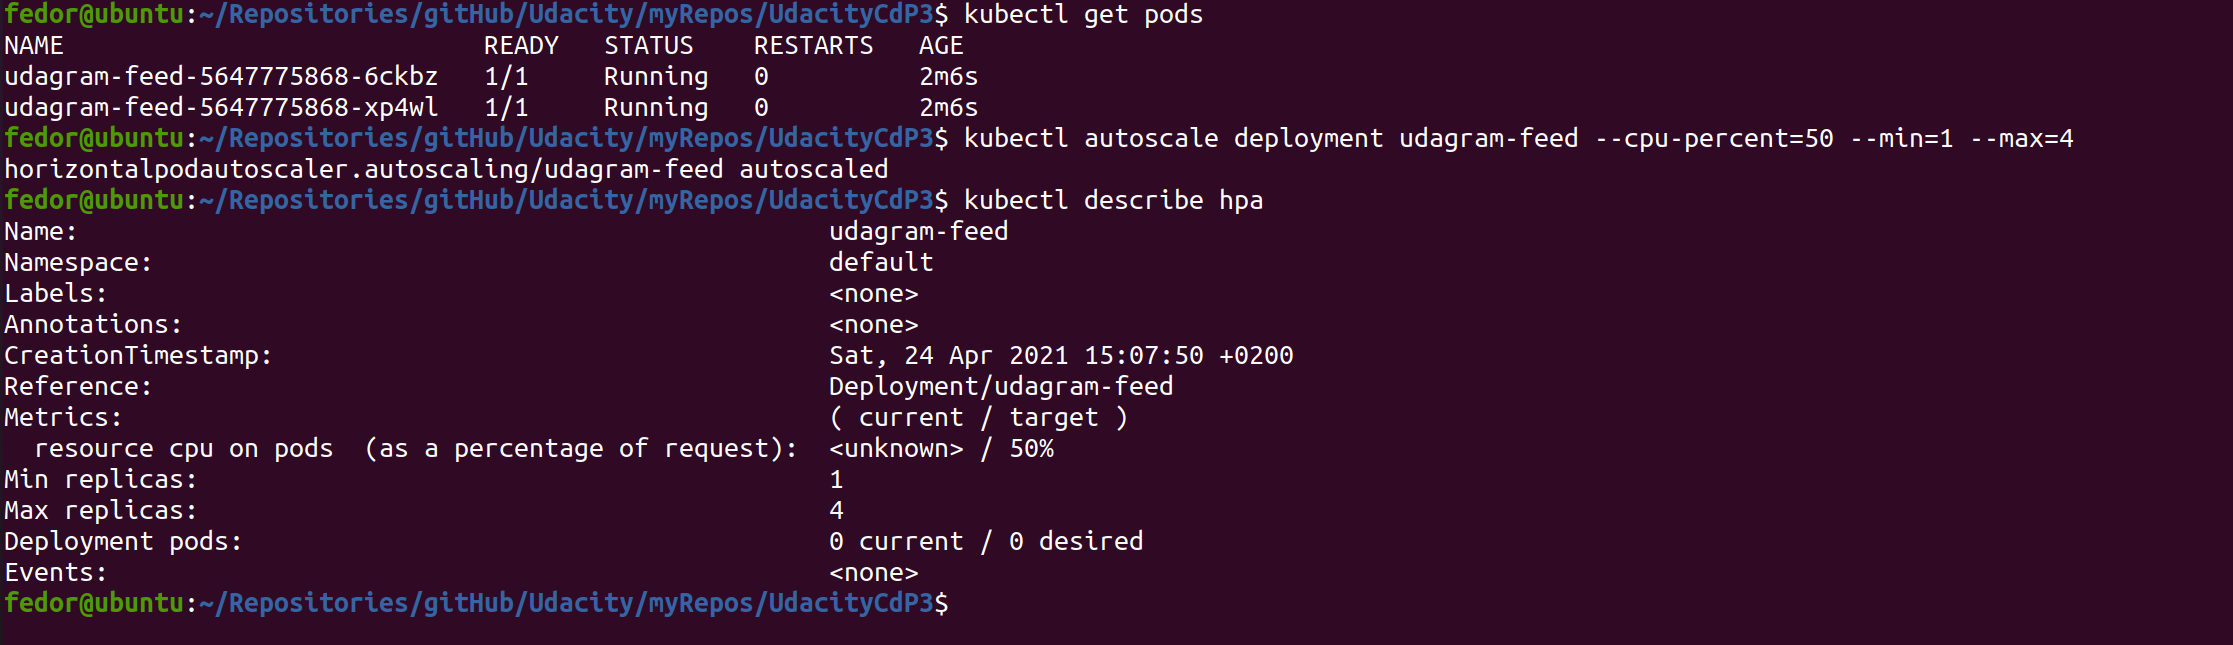 fedor@ubuntu:~/Repositories/gitHub/Udacity/myRepos/UdacityCdP3$ kubectl get pods
NAME                            READY   STATUS    RESTARTS   AGE
udagram-feed-5647775868-6ckbz   1/1     Running   0          2m6s
udagram-feed-5647775868-xp4wl   1/1     Running   0          2m6s
fedor@ubuntu:~/Repositories/gitHub/Udacity/myRepos/UdacityCdP3$ kubectl autoscale deployment udagram-feed --cpu-percent=50 --min=1 --max=4
horizontalpodautoscaler.autoscaling/udagram-feed autoscaled
fedor@ubuntu:~/Repositories/gitHub/Udacity/myRepos/UdacityCdP3$ kubectl describe hpa
Name:                                                  udagram-feed
Namespace:                                             default
Labels:                                                <none>
Annotations:                                           <none>
CreationTimestamp:                                     Sat, 24 Apr 2021 15:07:50 +0200
Reference:                                             Deployment/udagram-feed
Metrics:                                               ( current / target )
  resource cpu on pods  (as a percentage of request):  <unknown> / 50%
Min replicas:                                          1
Max replicas:                                          4
Deployment pods:                                       0 current / 0 desired
Events:                                                <none>
fedor@ubuntu:~/Repositories/gitHub/Udacity/myRepos/UdacityCdP3$